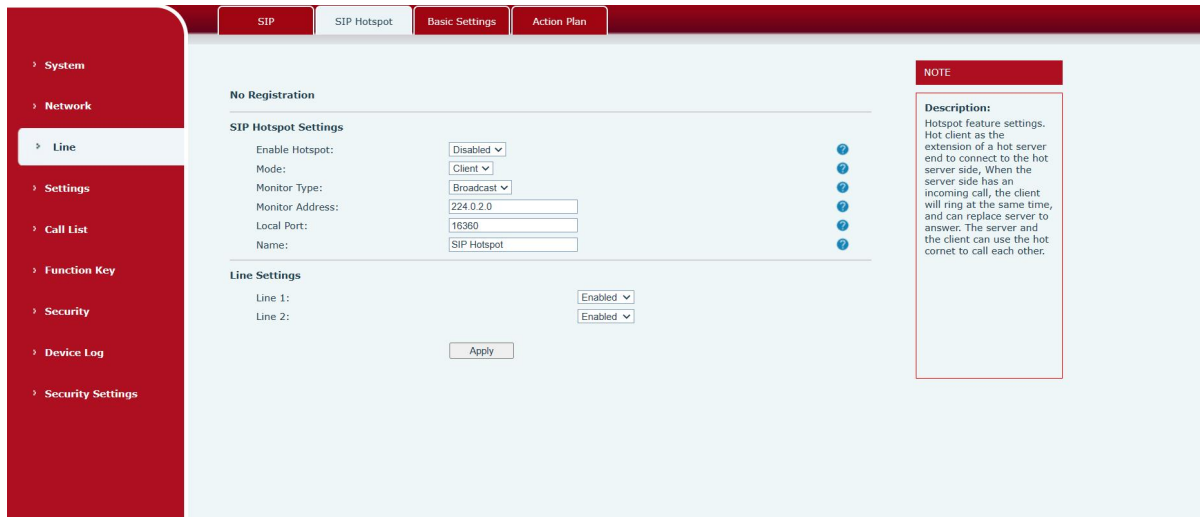 SIP
SIP Hotspot
Basic Settings
Action Plan
System
Network
Line
Settings
Call List
Function Key
Security
Device Log
Security Settings
No Registration
SIP Hotspot Settings
Enable Hotspot: Disabled
Mode: Client
Monitor Type: Broadcast
Monitor Address: 224.0.2.0
Local Port: 16360
Name: SIP Hotspot
Line Settings
Line 1: Enabled
Line 2: Enabled
Apply
NOTE
Description:
Hotspot feature settings.
Hot client as the
extension of a hot server
end to connect to the hot
server side, When the
server side has an
incoming call, the client
will ring at the same time,
and can replace server to
answer. The server and
the client can use the hot
cornet to call each other.